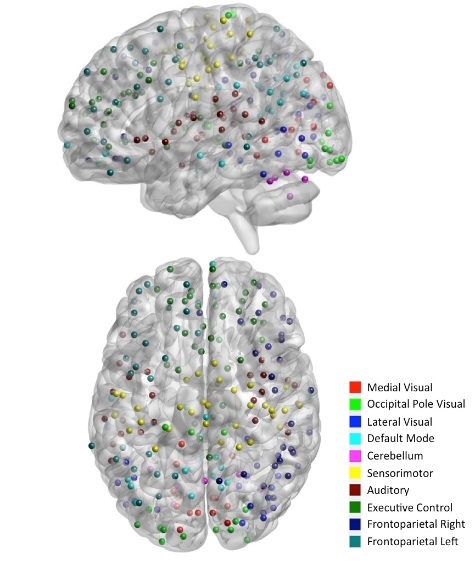 Medial Visual
Occipital Pole Visual
Lateral Visual
Default Mode
Cerebellum
Sensorimotor
Auditory
Executive Control
Frontoparietal Right
Frontoparietal Left